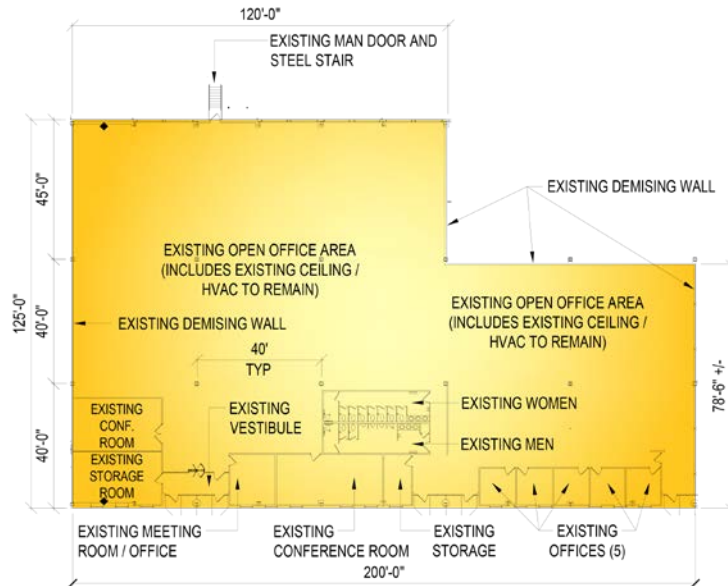 120'-0"
EXISTING MAN DOOR AND
STEEL STAIR
45'-0"
EXISTING DEMISING WALL
EXISTING OPEN OFFICE AREA
(INCLUDES EXISTING CEILING /
HVAC TO REMAIN)
EXISTING OPEN OFFICE AREA
(INCLUDES EXISTING CEILING /
HVAC TO REMAIN)
125'-0"
40'-0"
EXISTING DEMISING WALL
40'
TYP
78'-6" +/-
EXISTING
CONF.
ROOM
EXISTING
VESTIBULE
EXISTING WOMEN
EXISTING MEN
40'-0"
EXISTING
STORAGE
ROOM
EXISTING MEETING
ROOM / OFFICE
EXISTING
CONFERENCE ROOM
EXISTING
STORAGE
EXISTING
OFFICES (5)
200'-0"